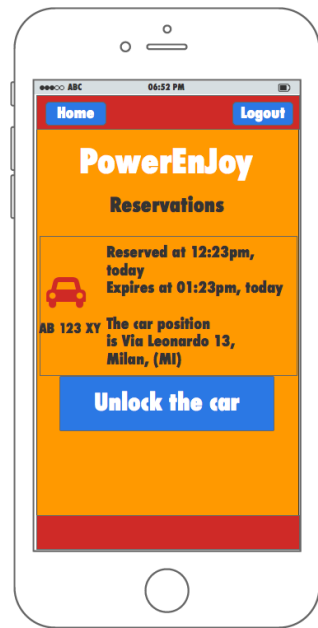 ABC 06:52 PM
Home Logout
PowerEnJoy
Reservations
Reserved at 12:23pm,
today
Expires at 01:23pm, today
AB 123 XY
The car position
is Via Leonardo 13,
Milan, (MI)
Unlock the car